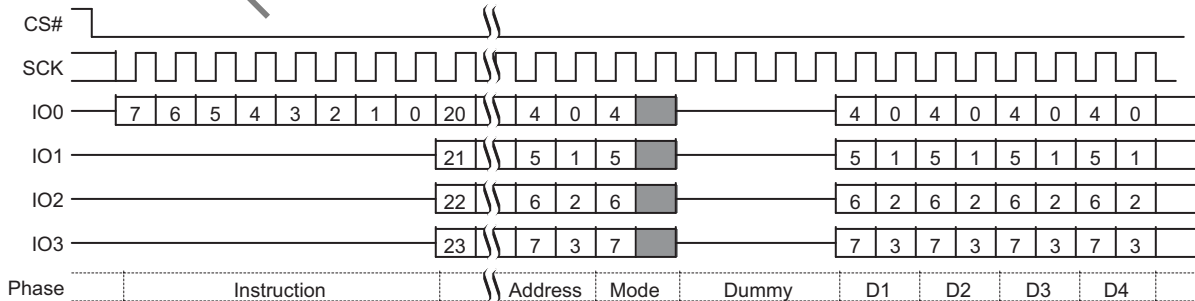 CS#
SCK
IO0 7 6 5 4 3 2 1 0 20 4 0 4 4 0 4 0 4 0 4 0
IO1 21 5 1 5 5 1 5 1 5 1 5 1
IO2 22 6 2 6 6 2 6 2 6 2 6 2
IO3 23 7 3 7 7 3 7 3 7 3 7 3
Phase Instruction Address Mode Dummy D1 D2 D3 D4